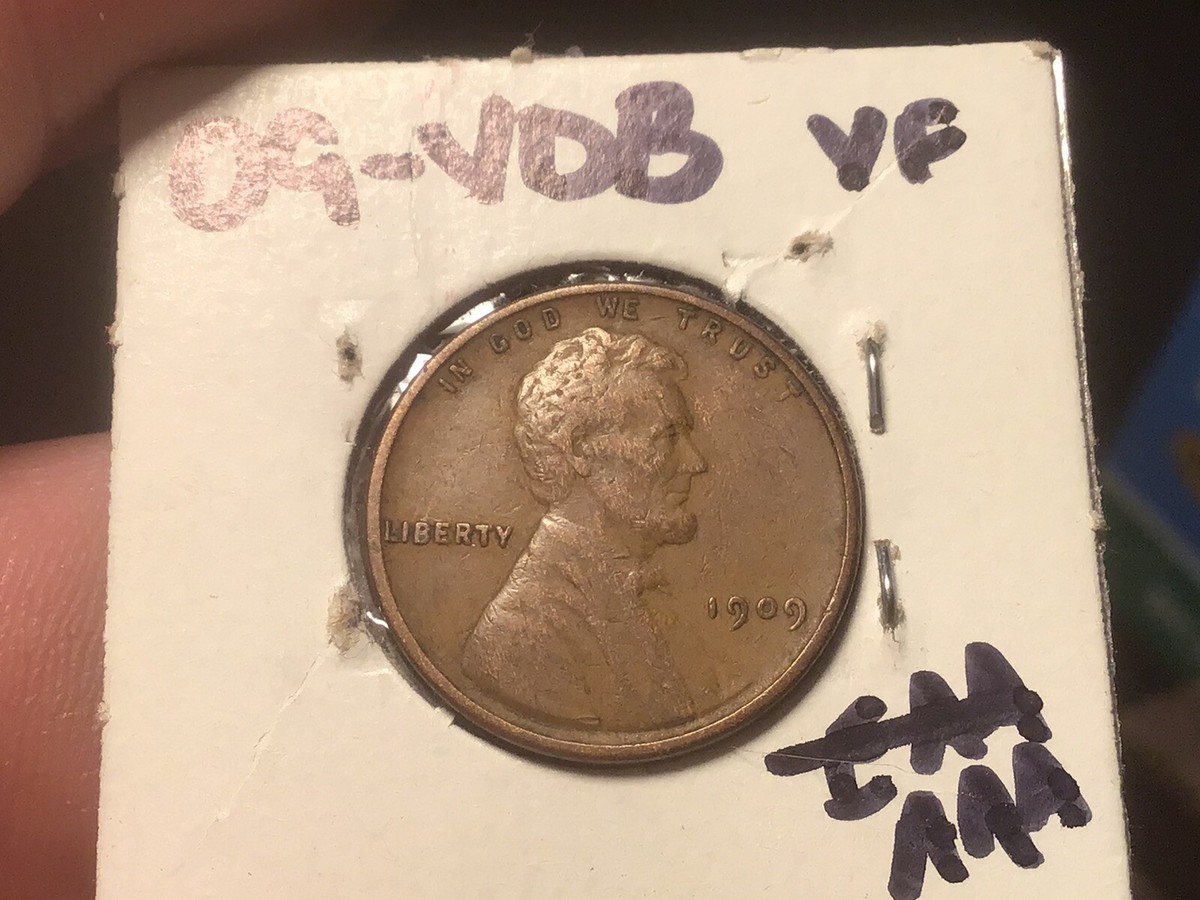 09-VDB VF
IN GOD WE TRUST
LIBERTY
1909